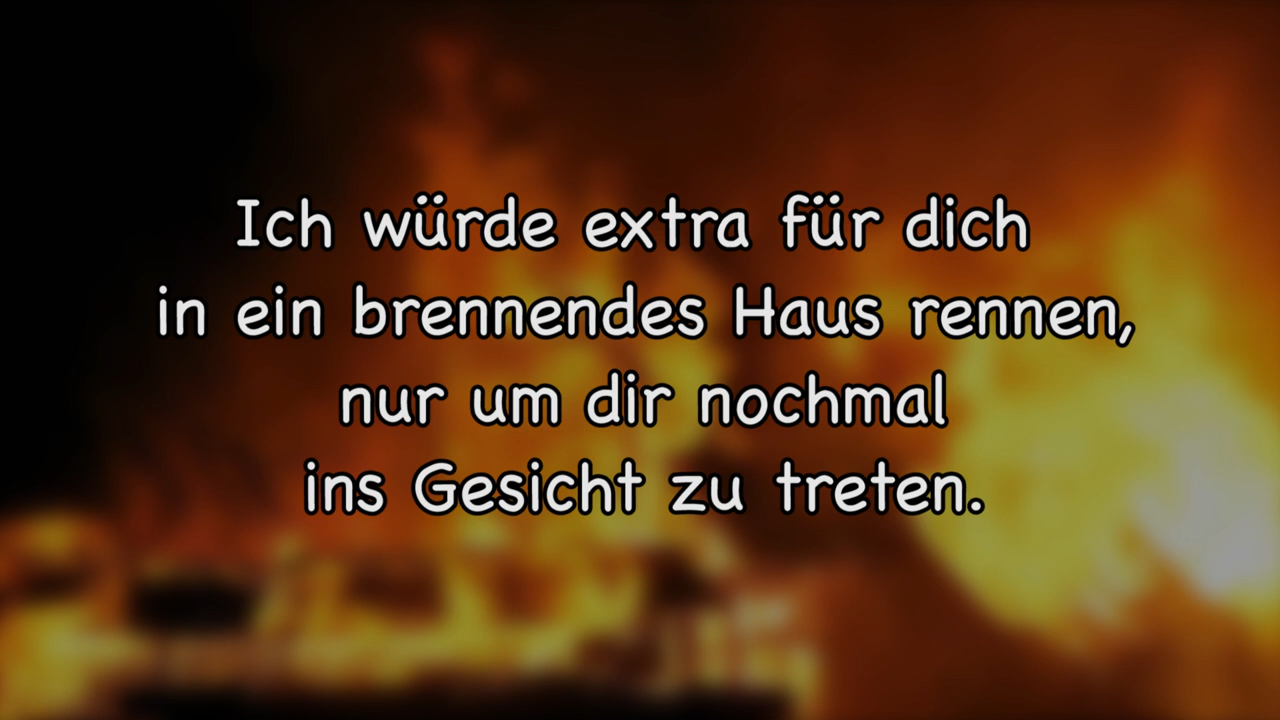 Ich würde extra für dich
in ein brennendes Haus rennen,
nur um dir nochmal
ins Gesicht zu treten.